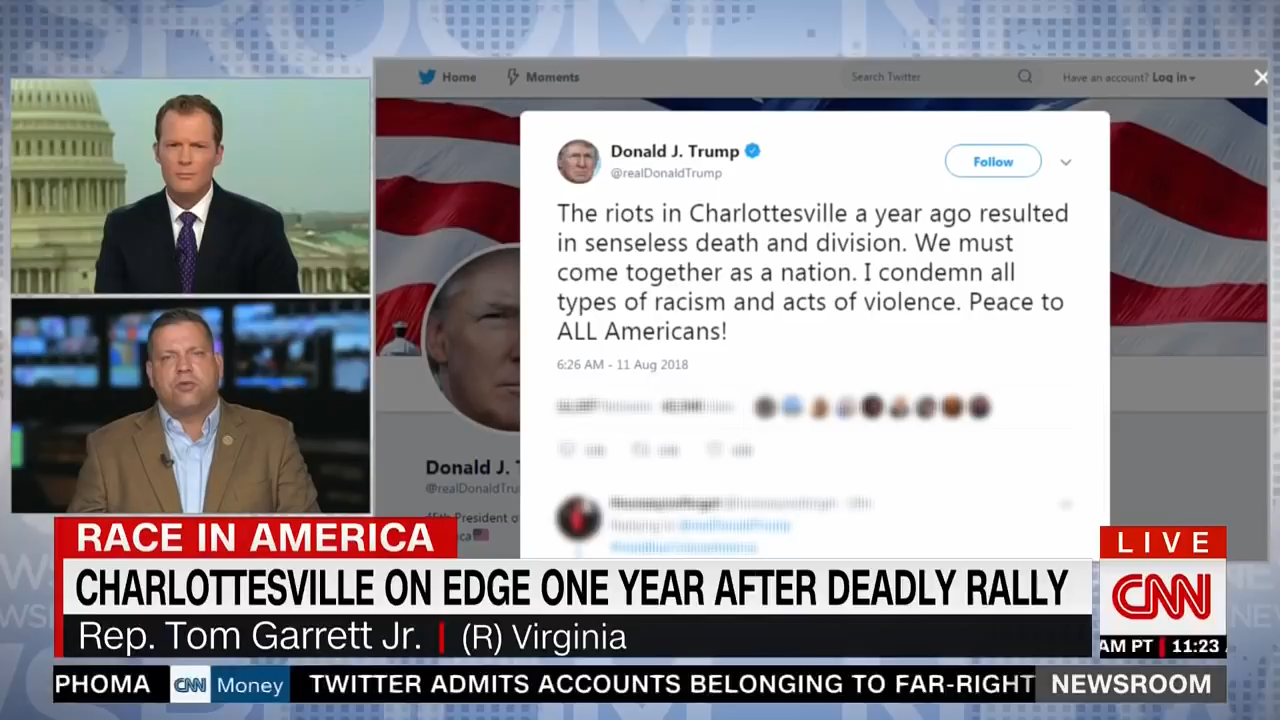 Home
Moments
Search Twitter
Have an account? Log in
Donald J. Trump
@realDonaldTrump
Follow
The riots in Charlottesville a year ago resulted
in senseless death and division. We must
come together as a nation. I condemn all
types of racism and acts of violence. Peace to
ALL Americans!
6:26 AM - 11 Aug 2018
Donald J. T
@realDonaldTru
45th President o
ica
RACE IN AMERICA
CHARLOTTESVILLE ON EDGE ONE YEAR AFTER DEADLY RALLY
Rep. Tom Garrett Jr. | (R) Virginia
LIVE
CNN
AM PT | 11:23
PHOMA CNN Money TWITTER ADMITS ACCOUNTS BELONGING TO FAR-RIGHT NEWSROOM